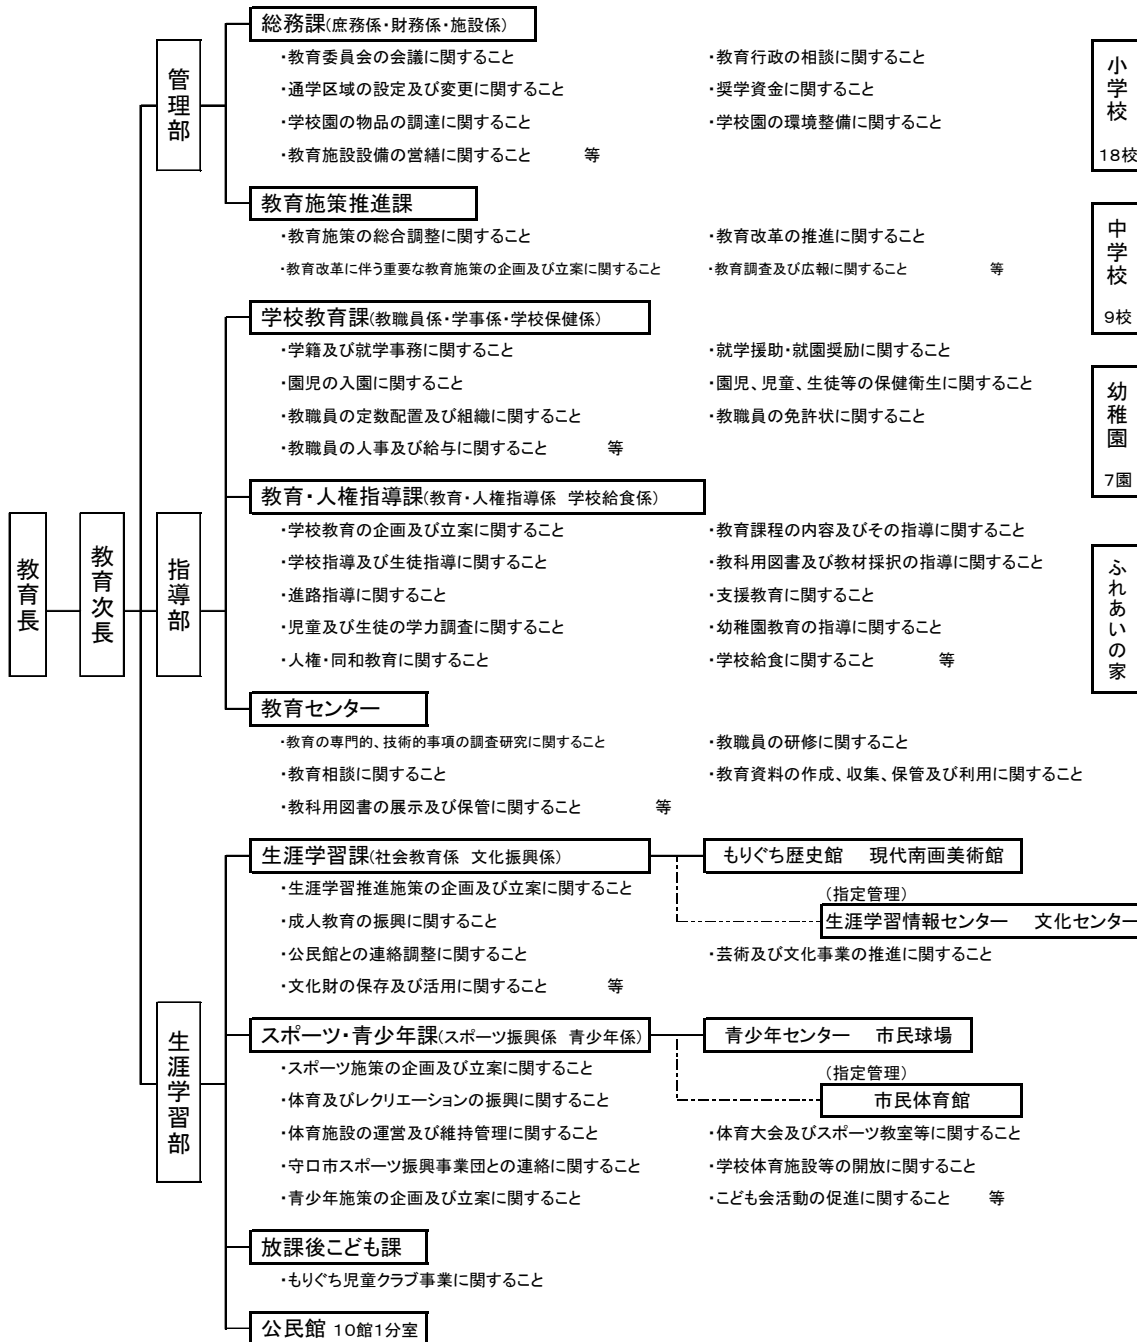 教育長
教育次長
管理部
総務課(庶務係・財務係・施設係)
・教育委員会の会議に関すること
・教育行政の相談に関すること
・通学区域の設定及び変更に関すること
・奨学資金に関すること
・学校園の物品の調達に関すること
・学校園の環境整備に関すること
・教育施設設備の営繕に関すること 等
教育施策推進課
・教育施策の総合調整に関すること
・教育改革の推進に関すること
・教育改革に伴う重要な教育施策の企画及び立案に関すること
・教育調査及び広報に関すること 等
指導部
学校教育課(教職員係・学事係・学校保健係)
・学籍及び就学事務に関すること
・就学援助・就園奨励に関すること
・園児の入園に関すること
・園児、児童、生徒等の保健衛生に関すること
・教職員の定数配置及び組織に関すること
・教職員の免許状に関すること
・教職員の人事及び給与に関すること 等
教育・人権指導課(教育・人権指導係 学校給食係)
・学校教育の企画及び立案に関すること
・教育課程の内容及びその指導に関すること
・学校指導及び生徒指導に関すること
・教科用図書及び教材採択の指導に関すること
・進路指導に関すること
・支援教育に関すること
・児童及び生徒の学力調査に関すること
・幼稚園教育の指導に関すること
・人権・同和教育に関すること
・学校給食に関すること 等
教育センター
・教育の専門的、技術的事項の調査研究に関すること
・教職員の研修に関すること
・教育相談に関すること
・教育資料の作成、収集、保管及び利用に関すること
・教科用図書の展示及び保管に関すること 等
生涯学習部
生涯学習課(社会教育係 文化振興係)
もりぐち歴史館 現代南画美術館
・生涯学習推進施策の企画及び立案に関すること
(指定管理)
生涯学習情報センター 文化センター
・成人教育の振興に関すること
・公民館との連絡調整に関すること
・芸術及び文化事業の推進に関すること
・文化財の保存及び活用に関すること 等
スポーツ・青少年課(スポーツ振興係 青少年係)
青少年センター 市民球場
・スポーツ施策の企画及び立案に関すること
(指定管理)
市民体育館
・体育及びレクリエーションの振興に関すること
・体育施設の運営及び維持管理に関すること
・体育大会及びスポーツ教室等に関すること
・守口市スポーツ振興事業団との連絡に関すること
・学校体育施設等の開放に関すること
・青少年施策の企画及び立案に関すること
・こども会活動の促進に関すること 等
放課後こども課
・もりぐち児童クラブ事業に関すること
公民館 10館1分室
小学校
18校
中学校
9校
幼稚園
7園
ふれあいの家